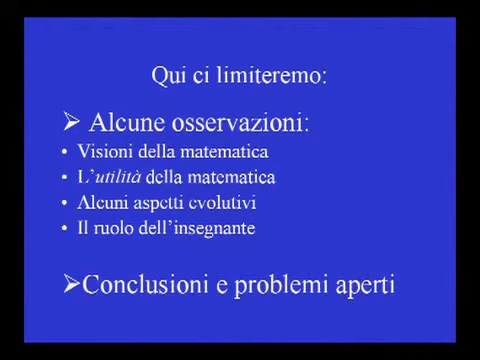 Qui ci limiteremo:
➢ Alcune osservazioni:
• Visioni della matematica
• L'utilità della matematica
• Alcuni aspetti evolutivi
• Il ruolo dell'insegnante
➢Conclusioni e problemi aperti